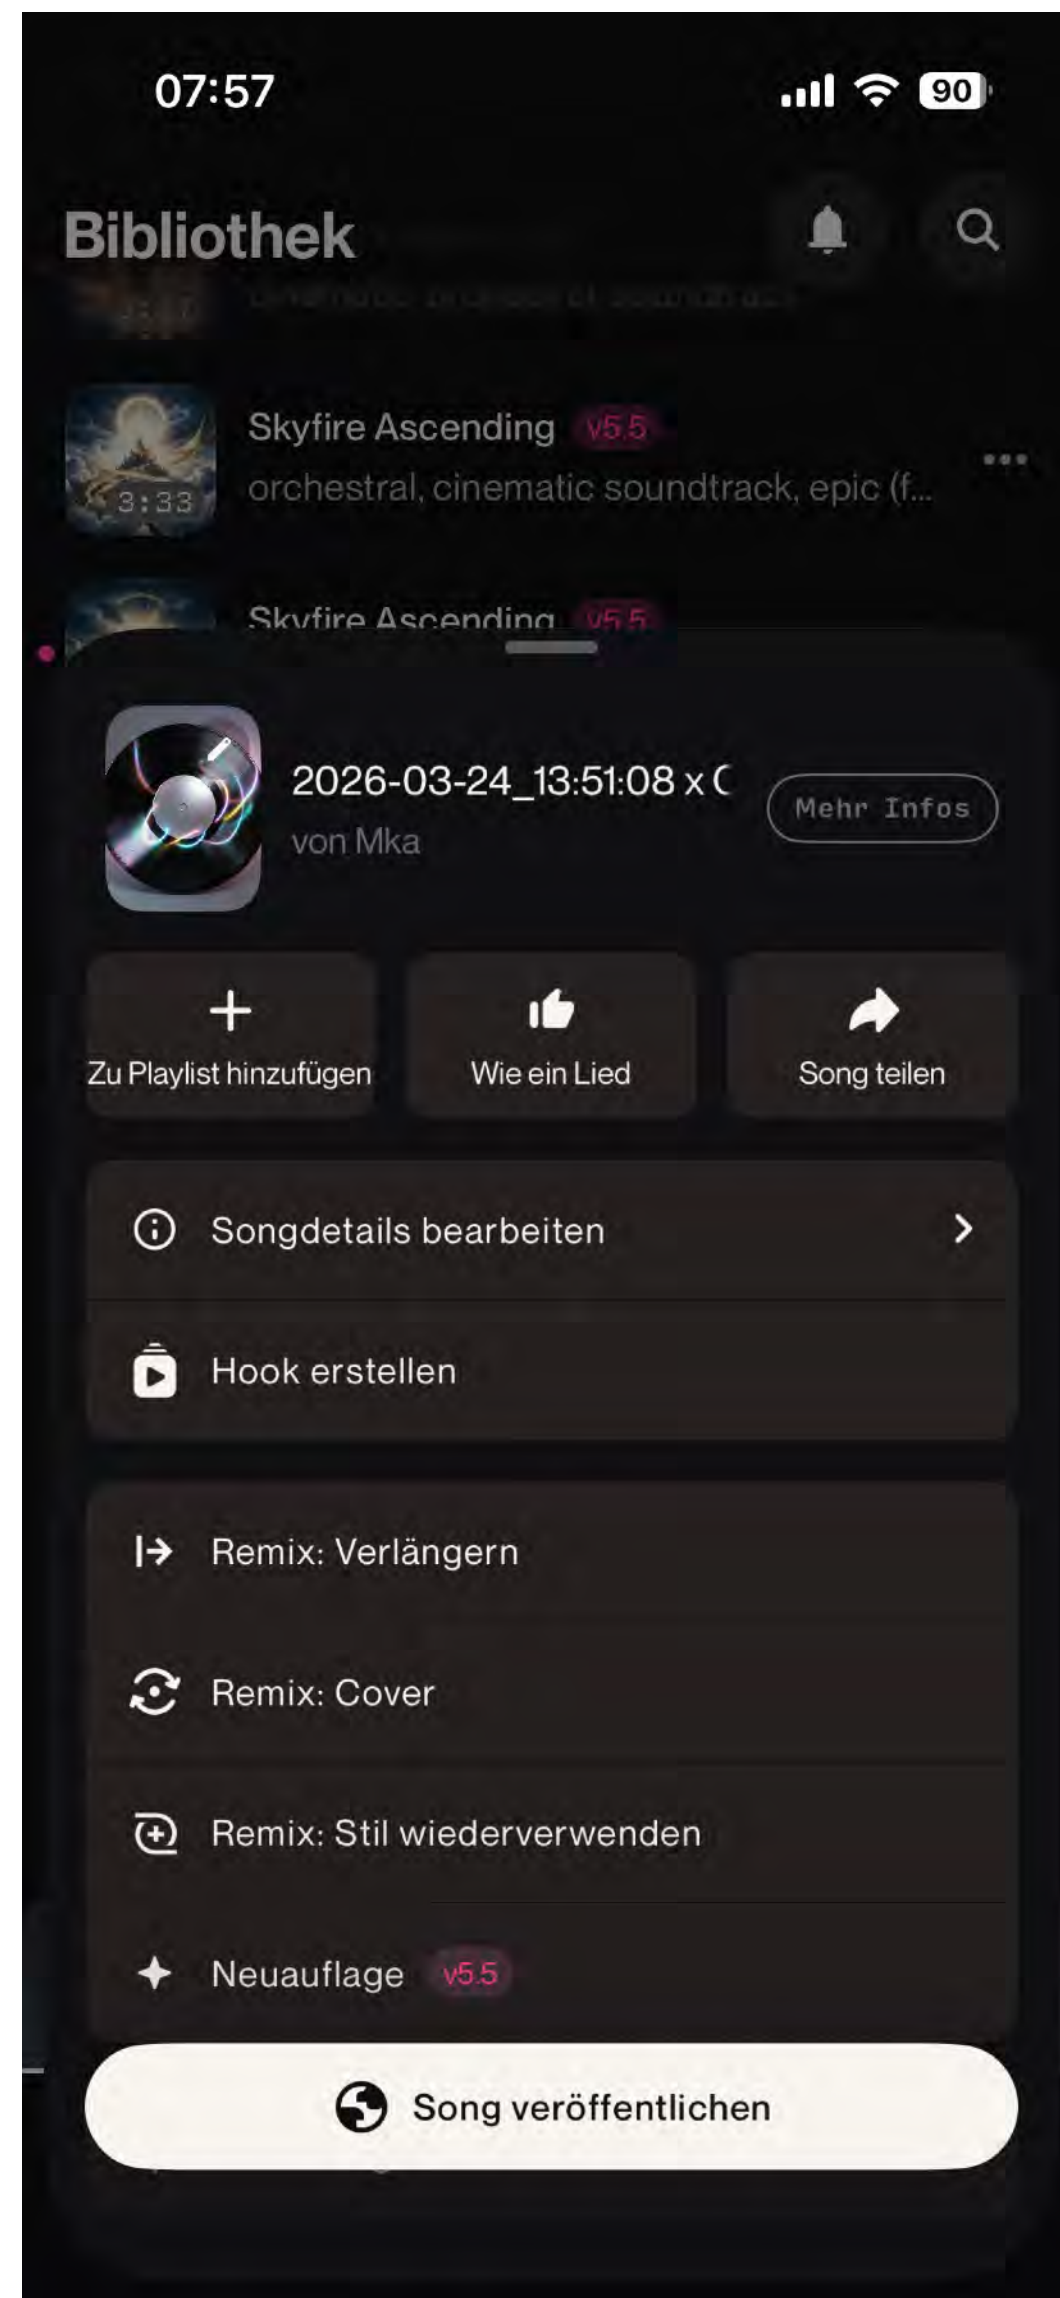 07:57
90
Bibliothek
Skyfire Ascending v5.5
orchestral, cinematic soundtrack, epic (f...
3:33
Skyfire Ascending v5.5
2026-03-24_13:51:08 x
Mehr Infos
von Mka
Zu Playlist hinzufügen
Wie ein Lied
Song teilen
Songdetails bearbeiten
Hook erstellen
Remix: Verlängern
Remix: Cover
Remix: Stil wiederverwenden
Neuauflage v5.5
Song veröffentlichen